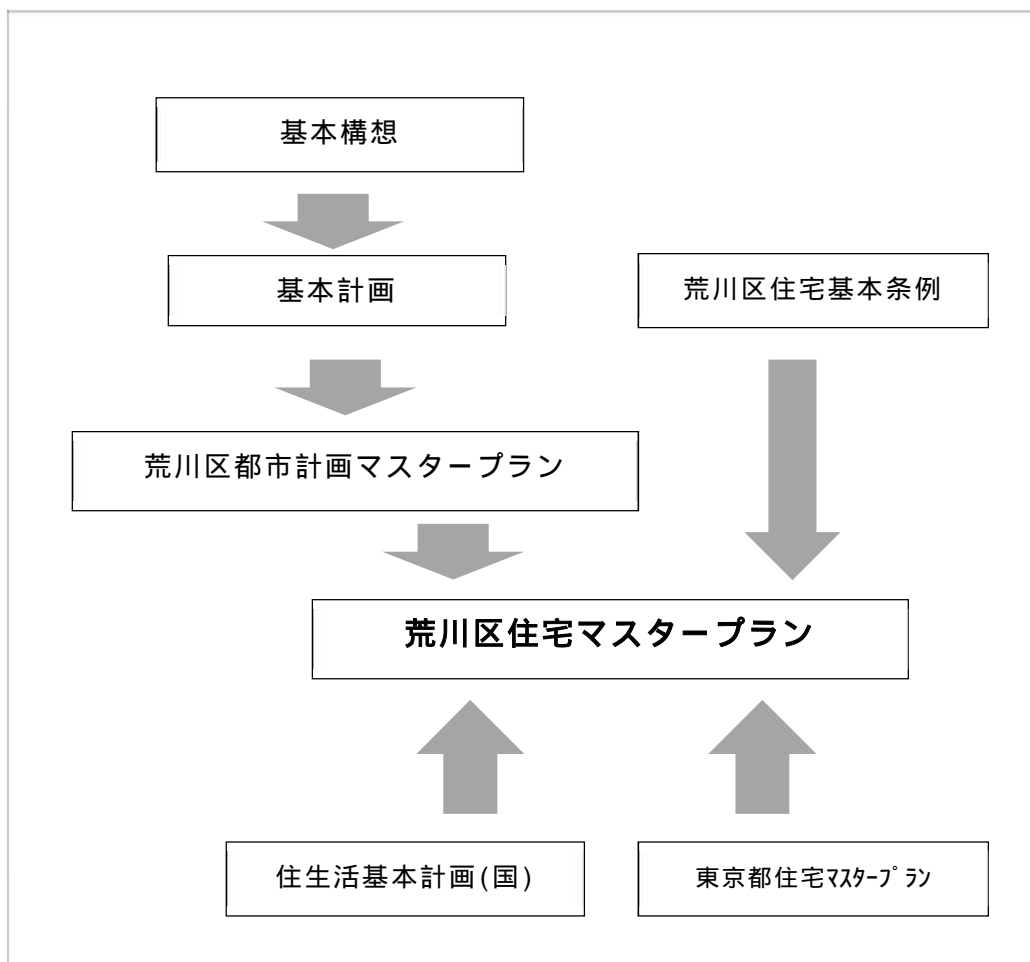 基本構想
基本計画
荒川区住宅基本条例
荒川区都市計画マスタープラン
荒川区住宅マスタープラン
住生活基本計画(国)
東京都住宅ﾏｽﾀｰﾌﾟﾗﾝ